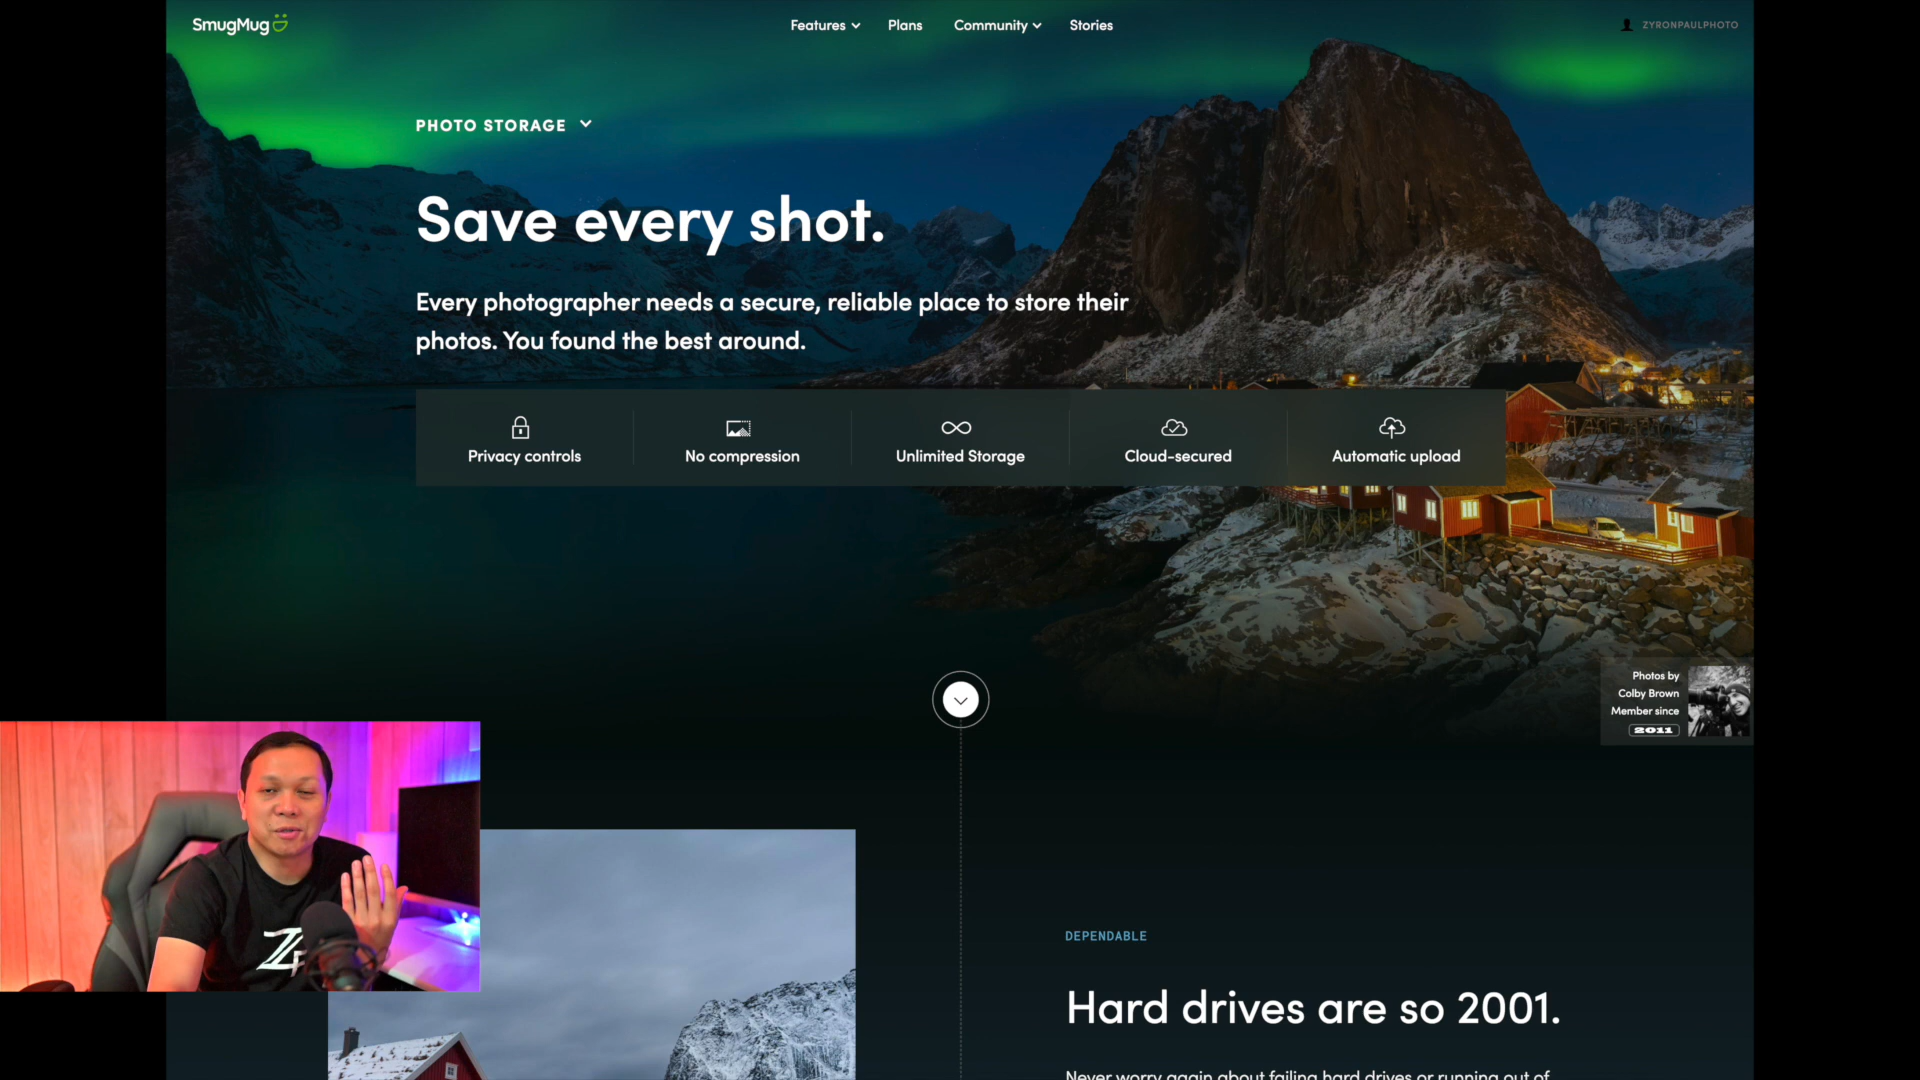 SmugMug
Features
Plans
Community
Stories
ZYRONPAULPHOTO
PHOTO STORAGE
Save every shot.
Every photographer needs a secure, reliable place to store their
photos. You found the best around.
Privacy controls
No compression
Unlimited Storage
Cloud-secured
Automatic upload
Photos by
Colby Brown
Member since
2011
DEPENDABLE
Hard drives are so 2001.
Never worry again about failing hard drives or running out of